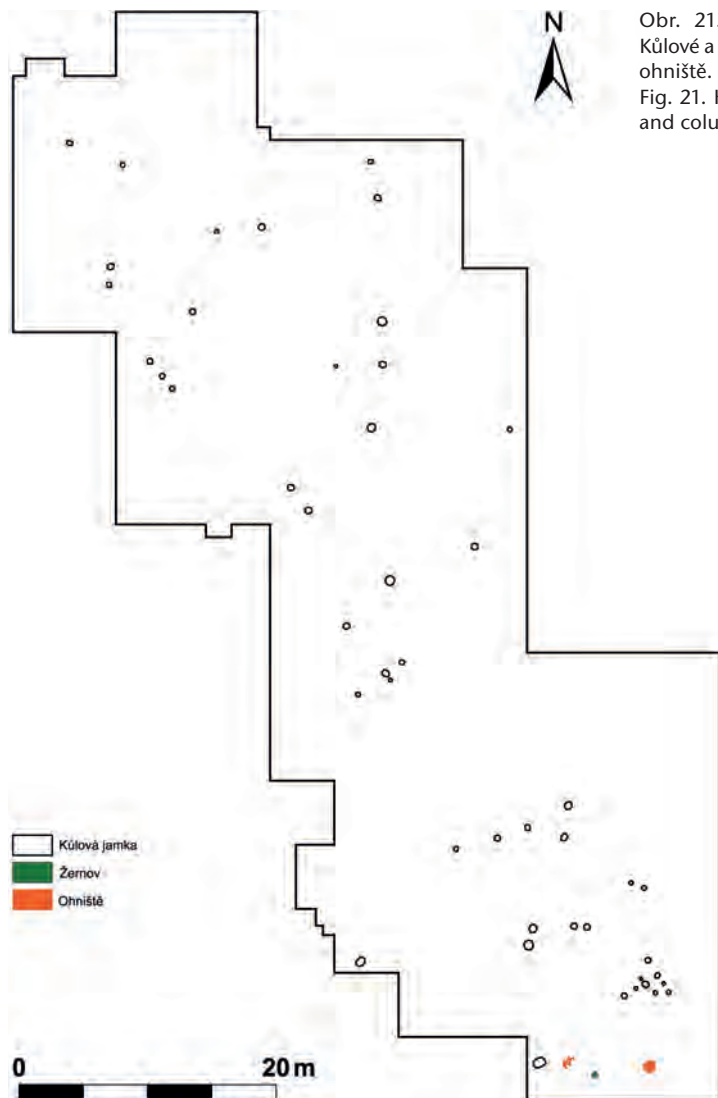 N
Obr. 21.
Kůlové a
ohniště.
Fig. 21.
and colu
Kůlová jamka
Žernov
Ohniště
0 20 m